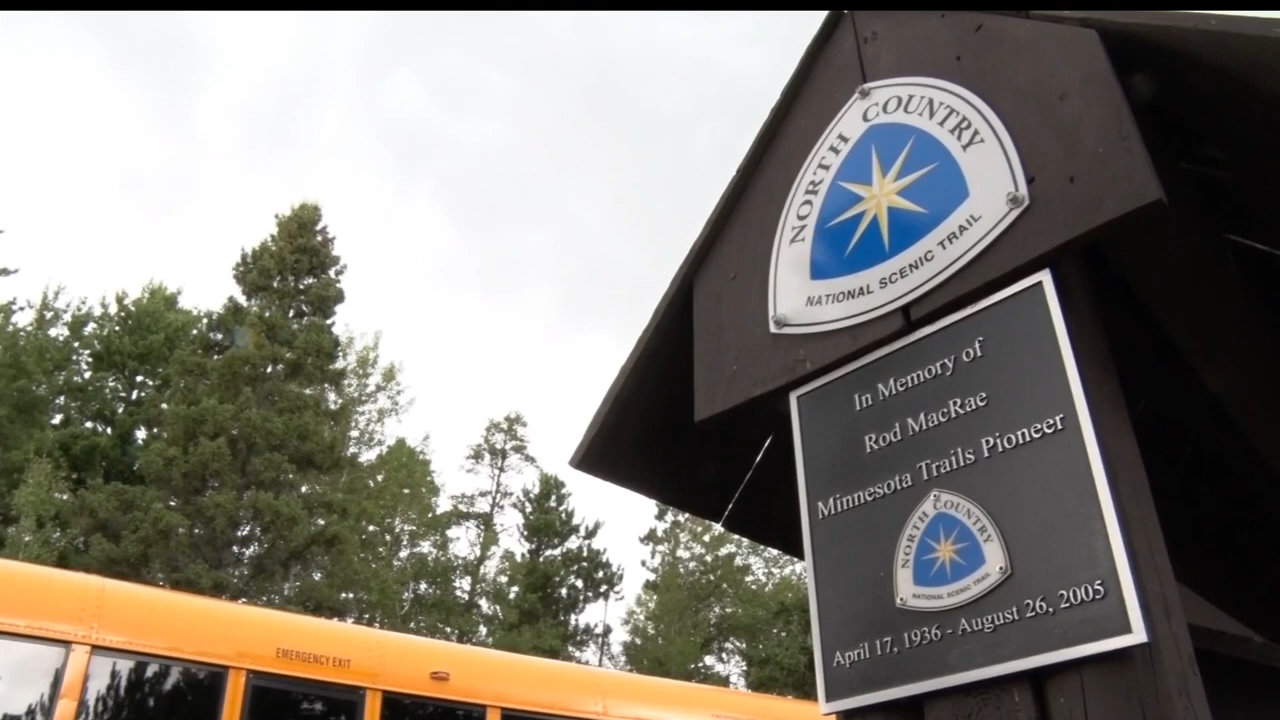 NORTH COUNTRY
NATIONAL SCENIC TRAIL
In Memory of
Rod MacRae
Minnesota Trails Pioneer
NORTH COUNTRY
NATIONAL SCENIC TRAIL
April 17, 1936 - August 26, 2005
EMERGENCY EXIT